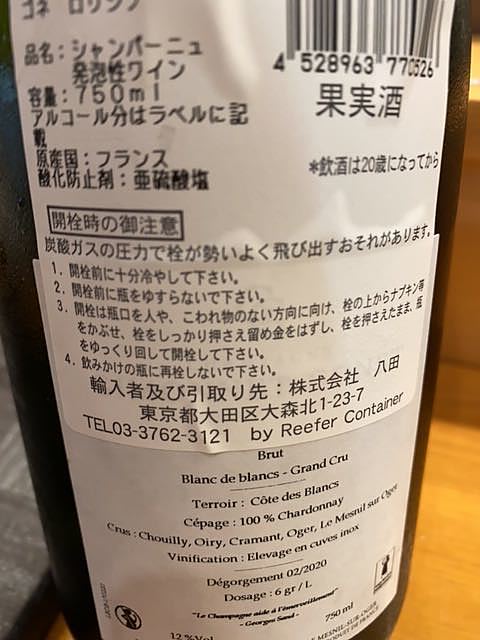 品名：シャンパーニュ
発泡性ワイン
容量：750ml
アルコール分はラベルに記
載
原産国：フランス
酸化防止剤：亜硫酸塩
4 528963 770526
果実酒
*飲酒は20歳になってから
開栓時の御注意
炭酸ガスの圧力で栓が勢いよく飛び出すおそれがあります。
1. 開栓前に十分冷やして下さい。
2. 開栓前に瓶をゆすらないで下さい。
3. 開栓は瓶口を人や、こわれ物のない方向に向け、栓の上からナプキン等
をかぶせ、栓をしっかり押さえ留め金をはずし、栓を押さえたまま、瓶
をゆっくり回して開栓して下さい。
4. 飲みかけの瓶に再栓しないで下さい。
輸入者及び引取り先：株式会社 八田
東京都大田区大森北1-23-7
TEL03-3762-3121 by Reefer Container
Brut
Blanc de blancs - Grand Cru
Terroir : Côte des Blancs
Cépage : 100 % Chardonnay
Crus : Chouilly, Oiry, Cramant, Oger, Le Mesnil sur Oger
Vinification : Elevage en cuves inox
Dégorgement 02/2020
Dosage : 6 gr / L
"Le Champagne aide à l'émerveillement"
- Georges Sand -
12 % Vol
750 ml
MESNIL-SUR-OGER
PRODUIT DE FRANCE